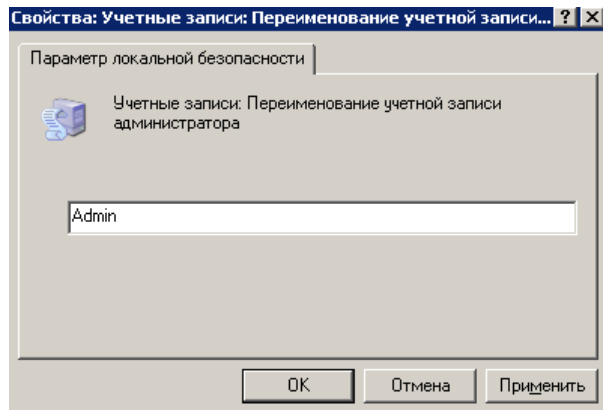 Свойства: Учетные записи: Переименование учетной записи...
Параметр локальной безопасности
Учетные записи: Переименование учетной записи
администратора
Admin
OK Отмена Применить